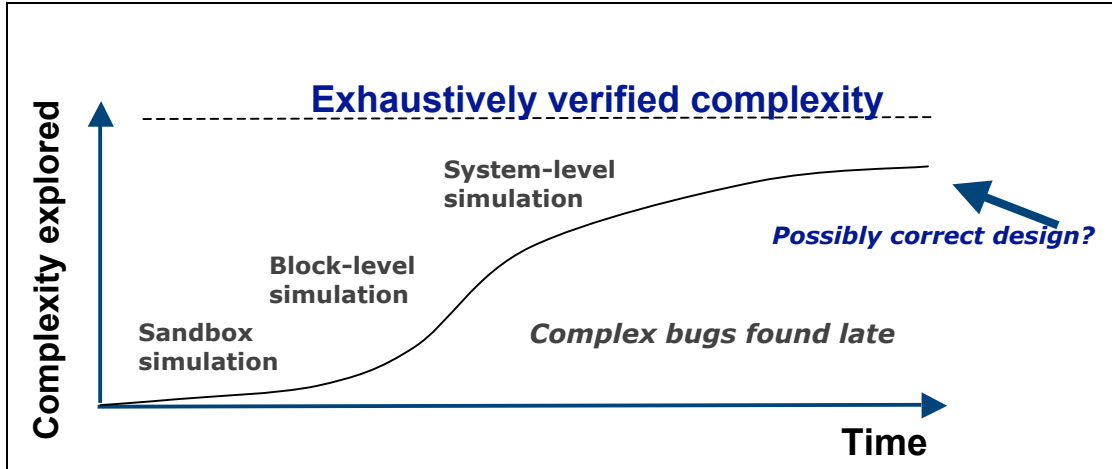 Exhaustively verified complexity
System-level
simulation
Possibly correct design?
Block-level
simulation
Sandbox
simulation
Complex bugs found late
Complexity explored
Time